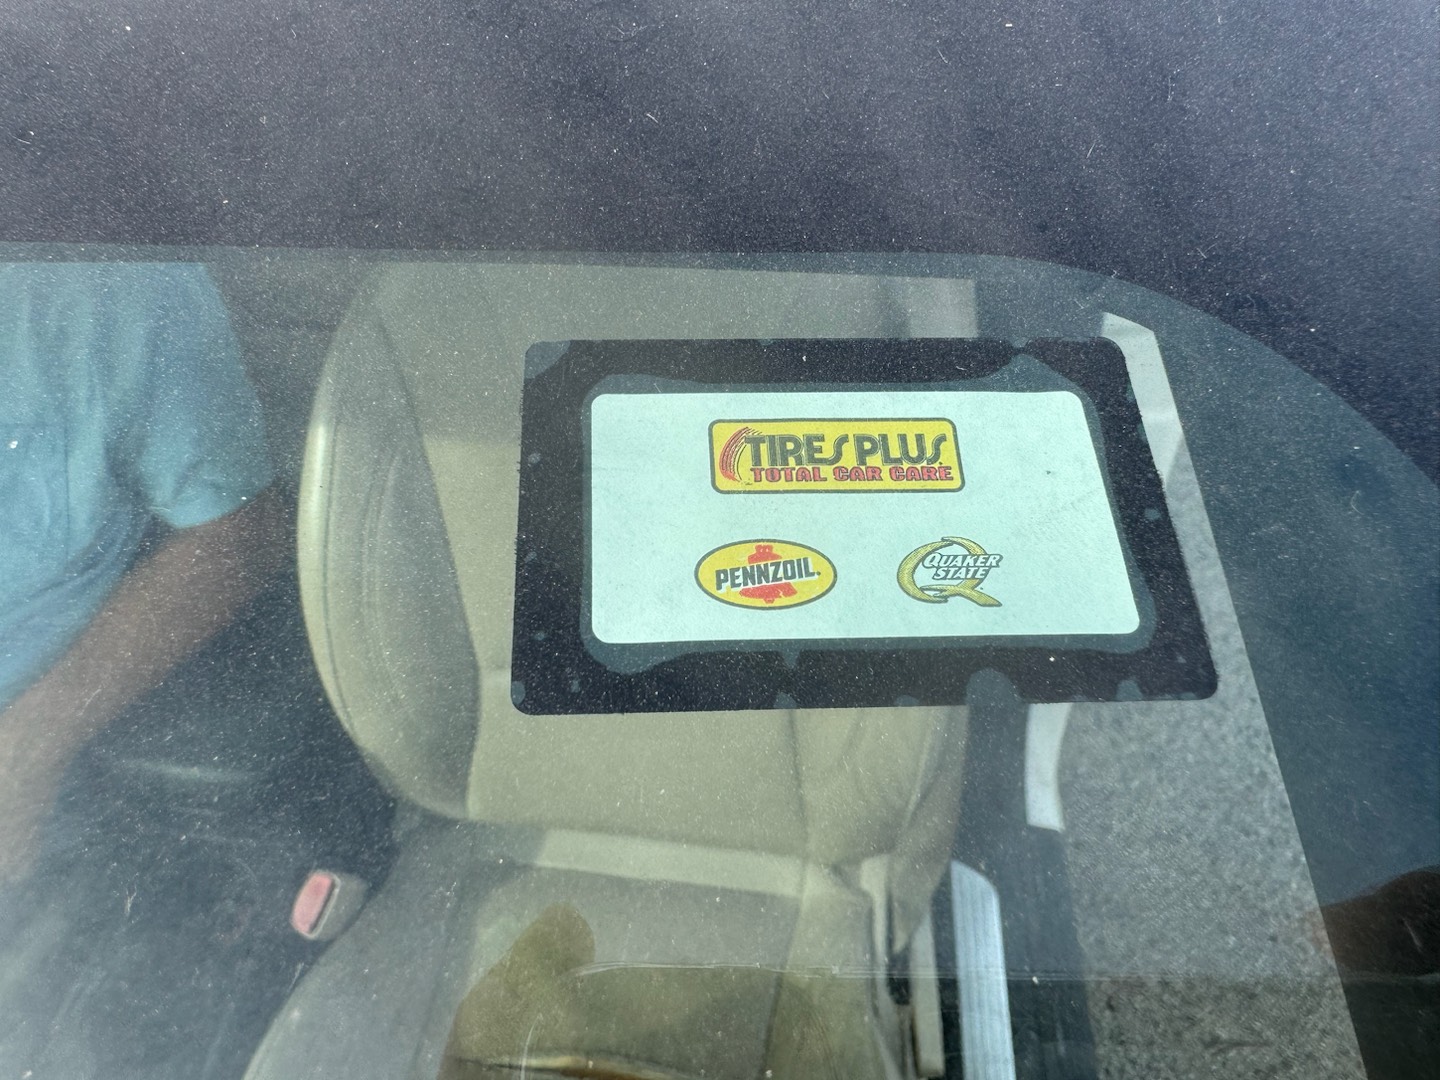 TIRES PLUS
TOTAL CAR CARE
PENNZOIL.
QUAKER
STATE